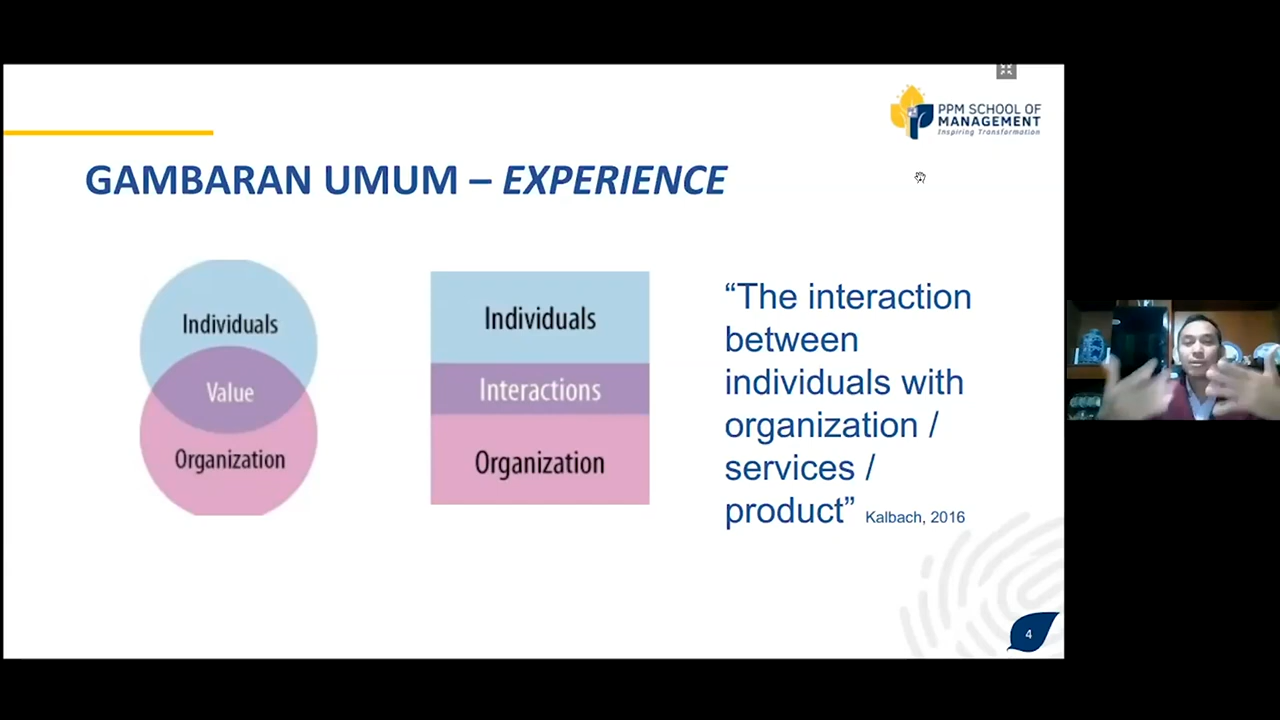 PPM SCHOOL OF
MANAGEMENT
Inspiring Transformation
GAMBARAN UMUM – EXPERIENCE
Individuals
Value
Organization
Individuals
Interactions
Organization
“The interaction
between
individuals with
organization /
services /
product” Kalbach, 2016
4